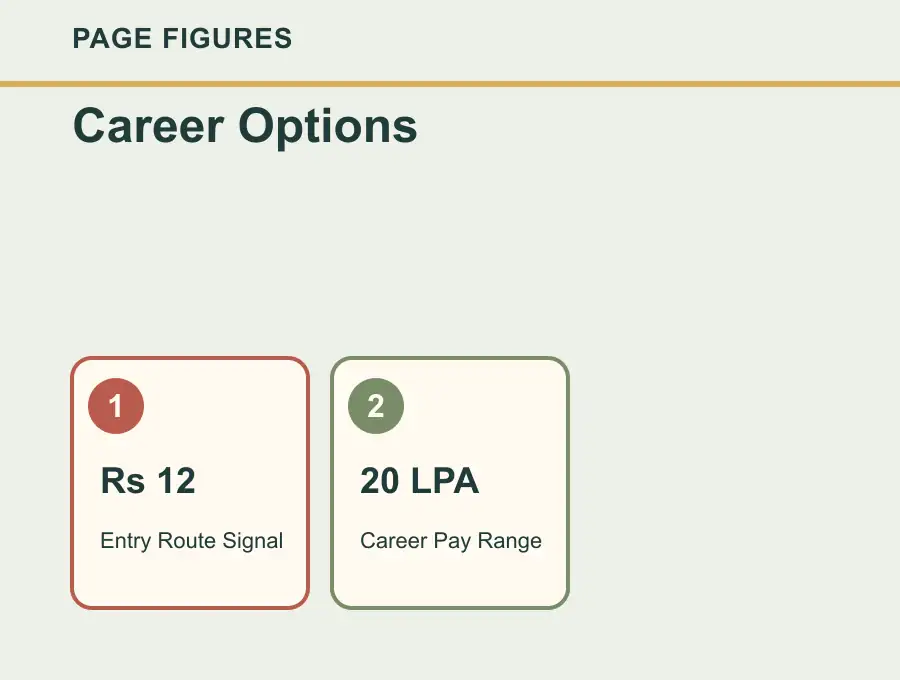 PAGE FIGURES
Career Options
1
Rs 12
Entry Route Signal
2
20 LPA
Career Pay Range